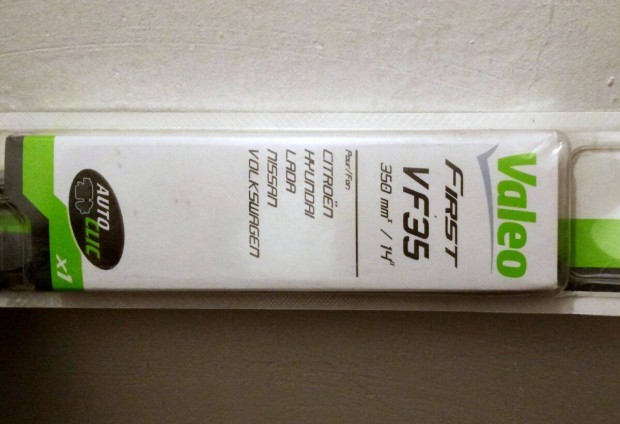 Valeo
FIRST
VF35
350 mm / 14"
Pour/For
CITROËN
HYUNDAI
LADA
NISSAN
VOLKSWAGEN
AUTO
CLIC
x1